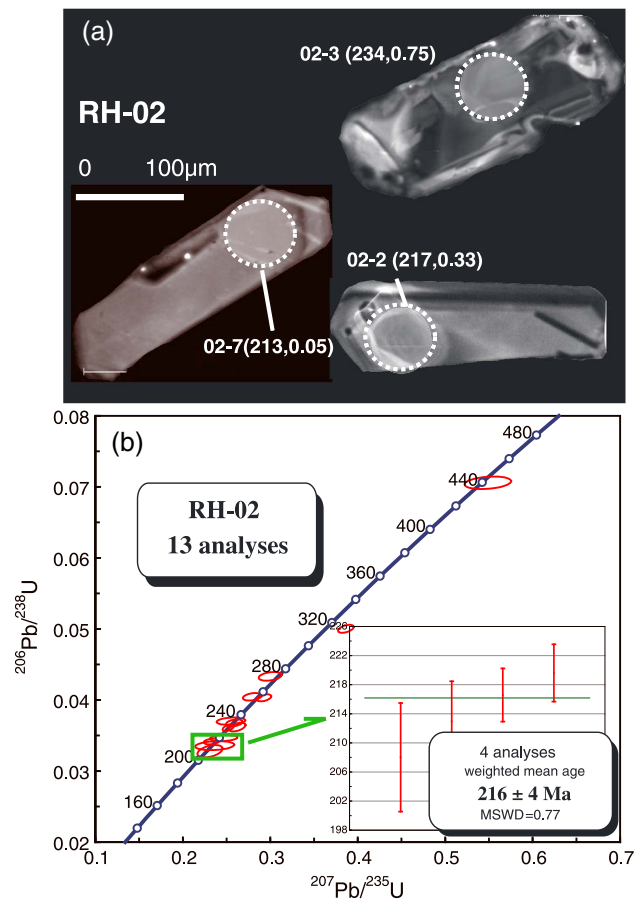 (a)
02-3 (234,0.75)
RH-02
0 100µm
02-2 (217,0.33)
02-7(213,0.05)
(b)
0.08
0.07
0.06
0.05
0.04
0.03
0.02
206Pb/238U
RH-02
13 analyses
480
440
400
360
320
280
240
200
160
226
222
218
214
210
206
202
198
4 analyses
weighted mean age
216 ± 4 Ma
MSWD=0.77
0.1 0.2 0.3 0.4 0.5 0.6 0.7
207Pb/235U